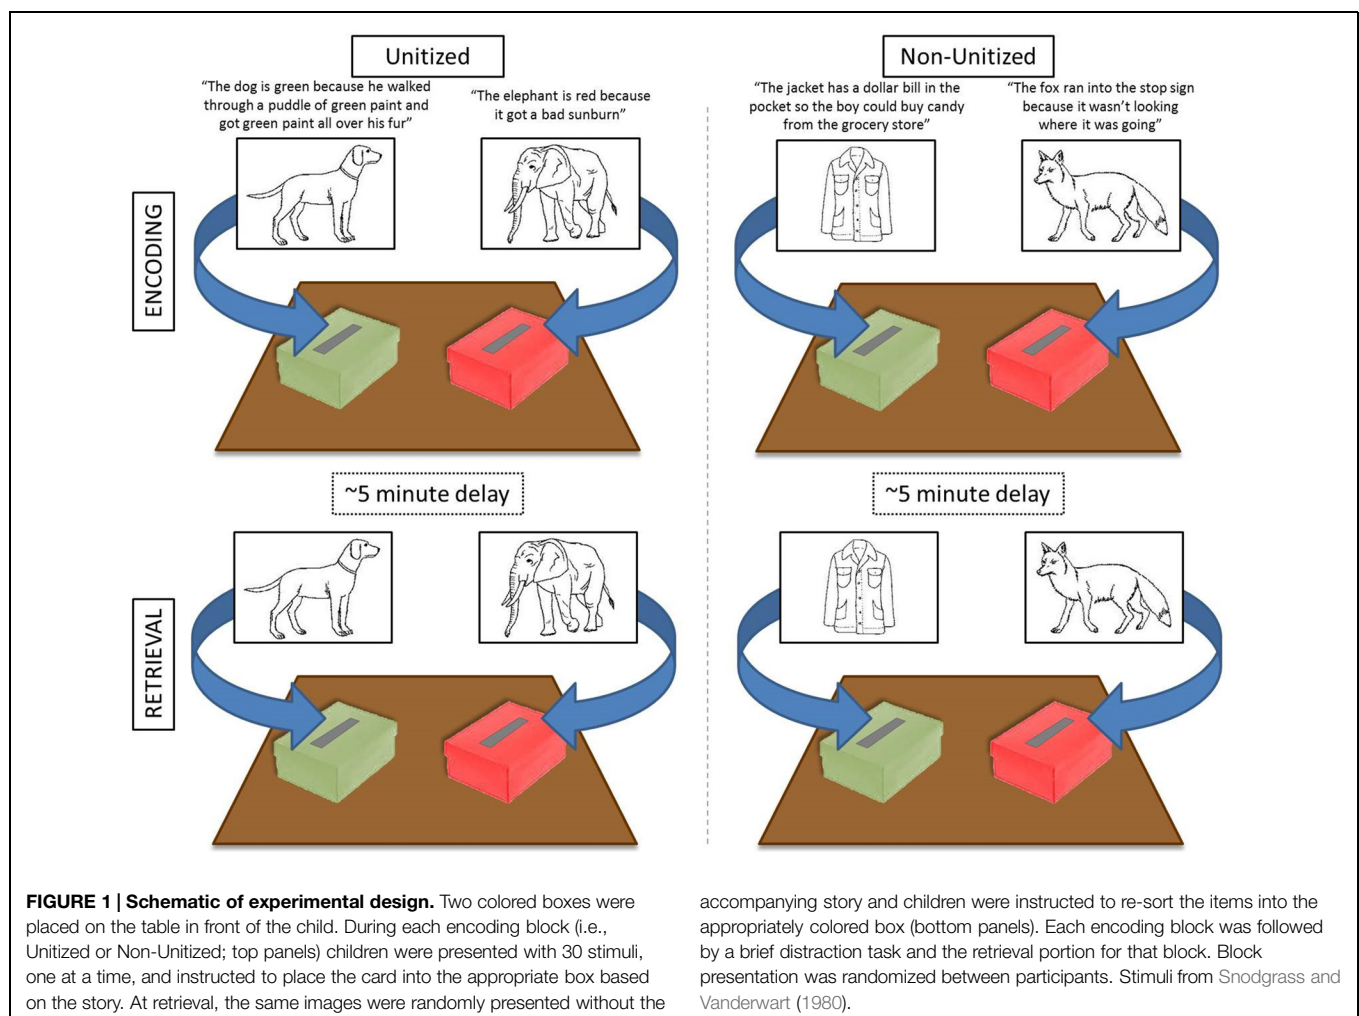 Unitized
Non-Unitized
“The dog is green because he walked
through a puddle of green paint and
got green paint all over his fur”
“The elephant is red because
it got a bad sunburn”
“The jacket has a dollar bill in the
pocket so the boy could buy candy
from the grocery store”
“The fox ran into the stop sign
because it wasn’t looking
where it was going”
ENCODING
~5 minute delay
~5 minute delay
RETRIEVAL
FIGURE 1 | Schematic of experimental design. Two colored boxes were
placed on the table in front of the child. During each encoding block (i.e.,
Unitized or Non-Unitized; top panels) children were presented with 30 stimuli,
one at a time, and instructed to place the card into the appropriate box based
on the story. At retrieval, the same images were randomly presented without the
accompanying story and children were instructed to re-sort the items into the
appropriately colored box (bottom panels). Each encoding block was followed
by a brief distraction task and the retrieval portion for that block. Block
presentation was randomized between participants. Stimuli from Snodgrass and
Vanderwart (1980).